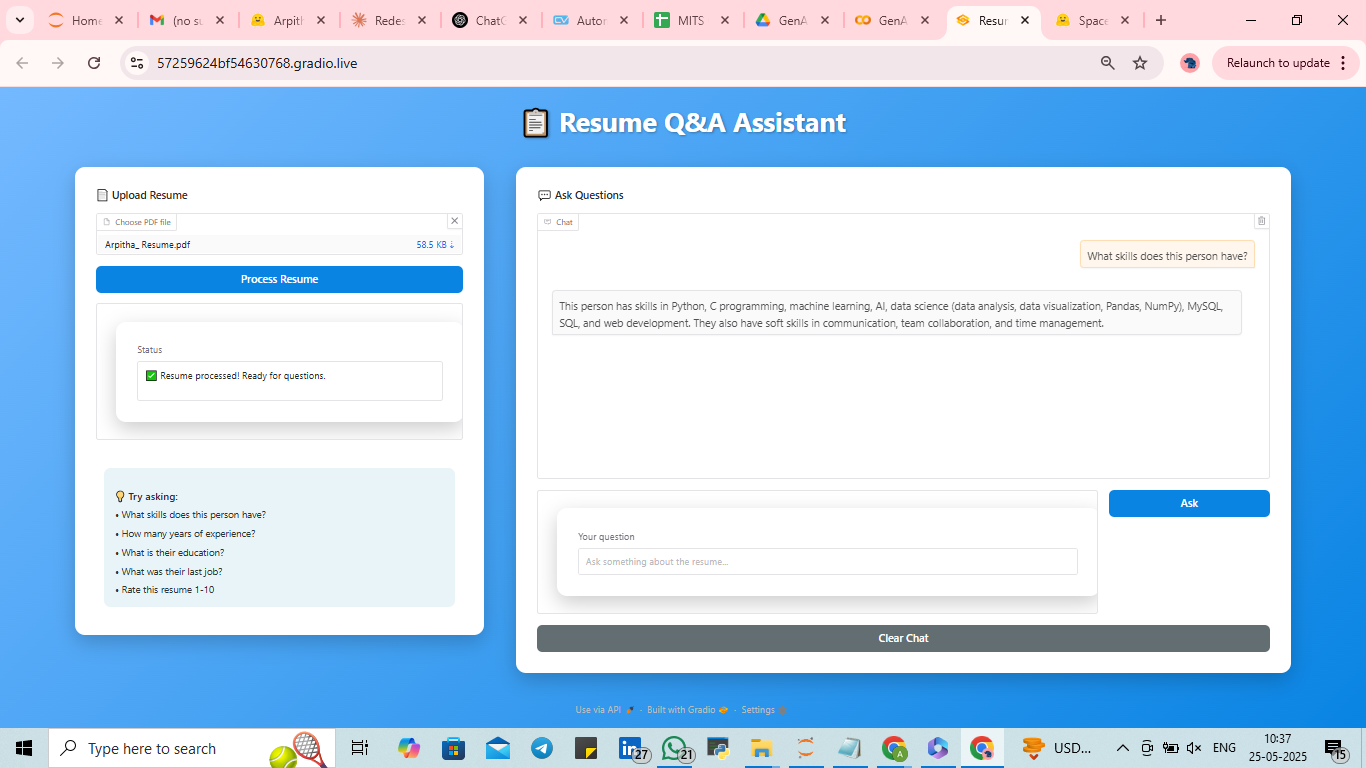 Home
(no su
Arpith
Redes
ChatG
Autor
MITS
GenA
GenA
Resur
Space
57259624bf54630768.gradio.live
Relaunch to update
Resume Q&A Assistant
Upload Resume
Choose PDF file
Arpitha_ Resume.pdf 58.5 KB ↓
Process Resume
Status
Resume processed! Ready for questions.
Try asking:
• What skills does this person have?
• How many years of experience?
• What is their education?
• What was their last job?
• Rate this resume 1-10
Ask Questions
Chat
What skills does this person have?
This person has skills in Python, C programming, machine learning, AI, data science (data analysis, data visualization, Pandas, NumPy), MySQL,
SQL, and web development. They also have soft skills in communication, team collaboration, and time management.
Your question
Ask something about the resume...
Ask
Clear Chat
Use via API · Built with Gradio · Settings
Type here to search
27
21
A
USD...
ENG
10:37
25-05-2025
15